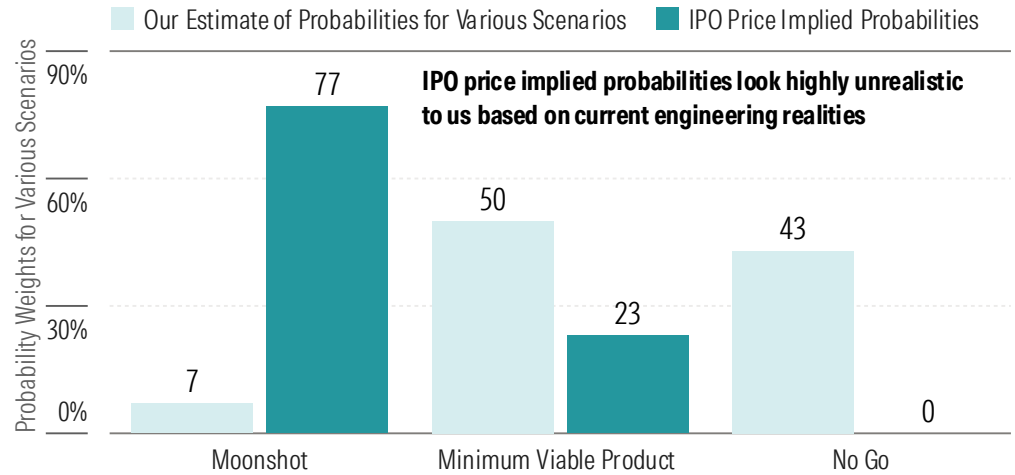 Our Estimate of Probabilities for Various Scenarios
IPO Price Implied Probabilities
Probability Weights for Various Scenarios
90%
60%
30%
0%
IPO price implied probabilities look highly unrealistic
to us based on current engineering realities
7
77
50
23
43
0
Moonshot
Minimum Viable Product
No Go